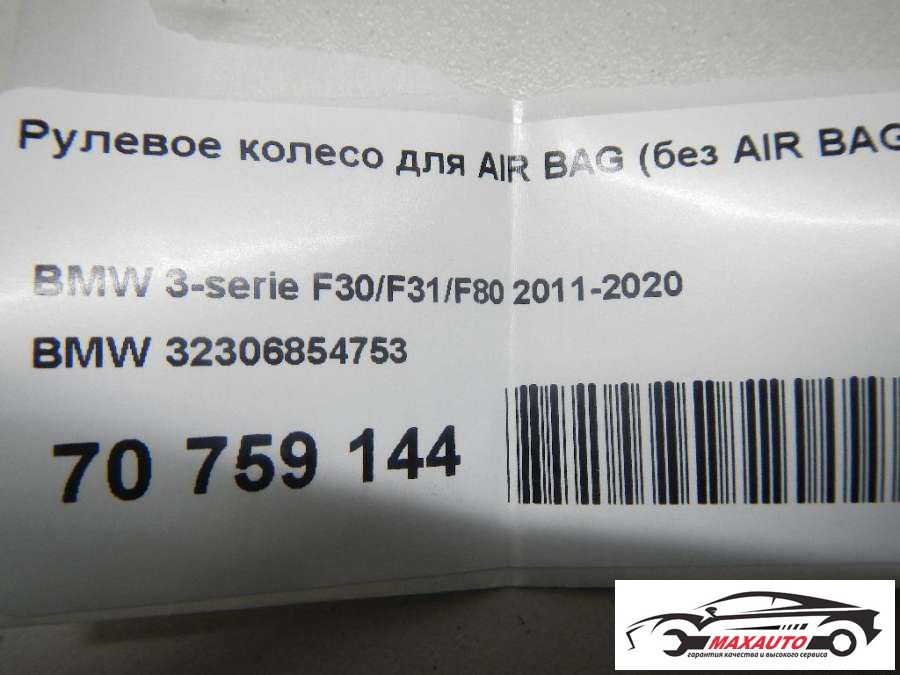 Рулевое колесо для AIR BAG (без AIR BAG
BMW 3-serie F30/F31/F80 2011-2020
BMW 32306854753
70 759 144
MAXAUTO
гарантия качества и высокого сервиса